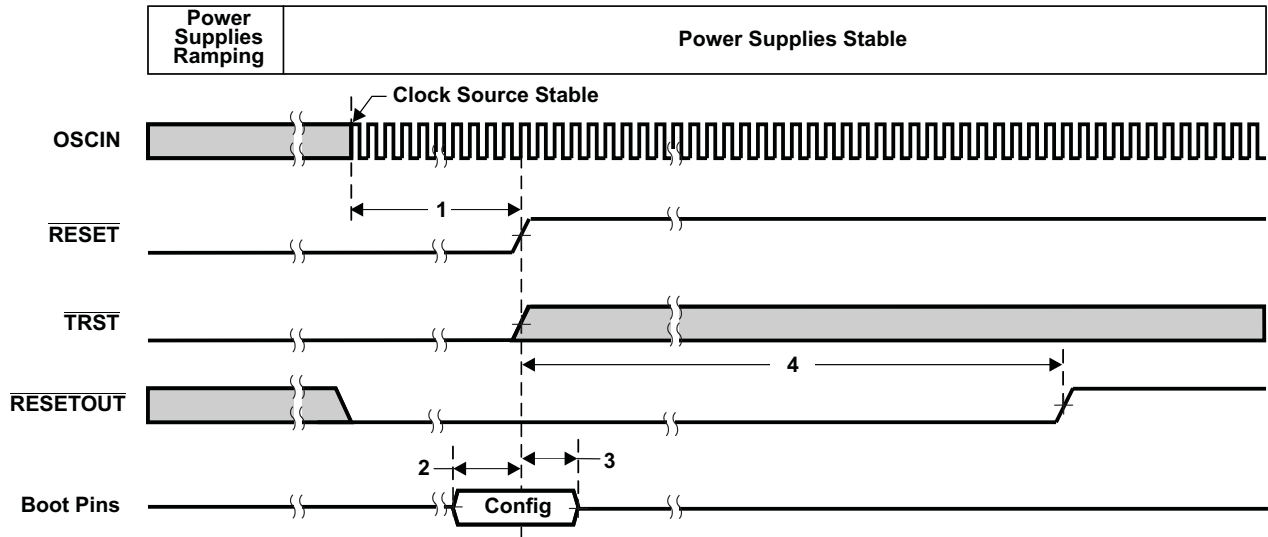 Power
Supplies
Ramping
Power Supplies Stable
Clock Source Stable
OSCIN
1
RESET
TRST
4
RESETOUT
2
3
Boot Pins
Config